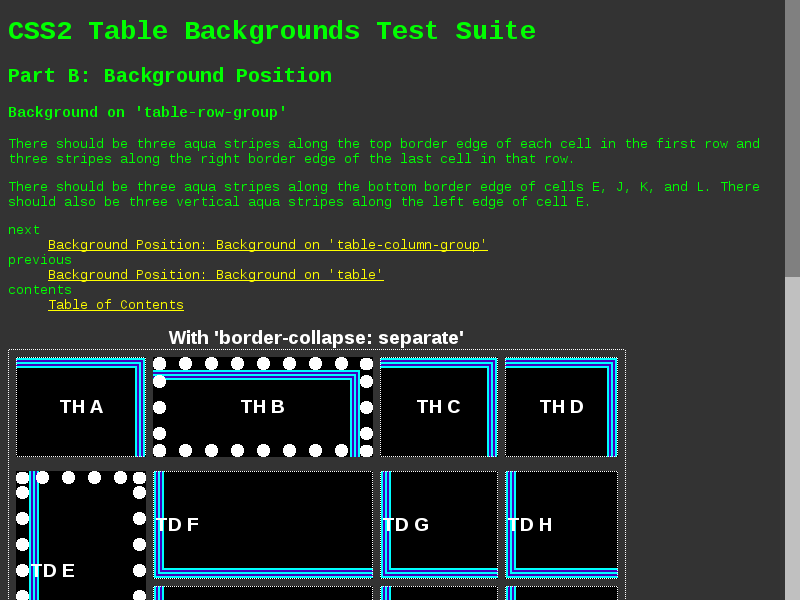 CSS2 Table Backgrounds Test Suite
Part B: Background Position
Background on 'table-row-group'
There should be three aqua stripes along the top border edge of each cell in the first row and
three stripes along the right border edge of the last cell in that row.
There should be three aqua stripes along the bottom border edge of cells E, J, K, and L. There
should also be three vertical aqua stripes along the left edge of cell E.
next
Background Position: Background on 'table-column-group'
previous
Background Position: Background on 'table'
contents
Table of Contents
With 'border-collapse: separate'
TH A TH B TH C TH D
TD F TD G TD H
TD E